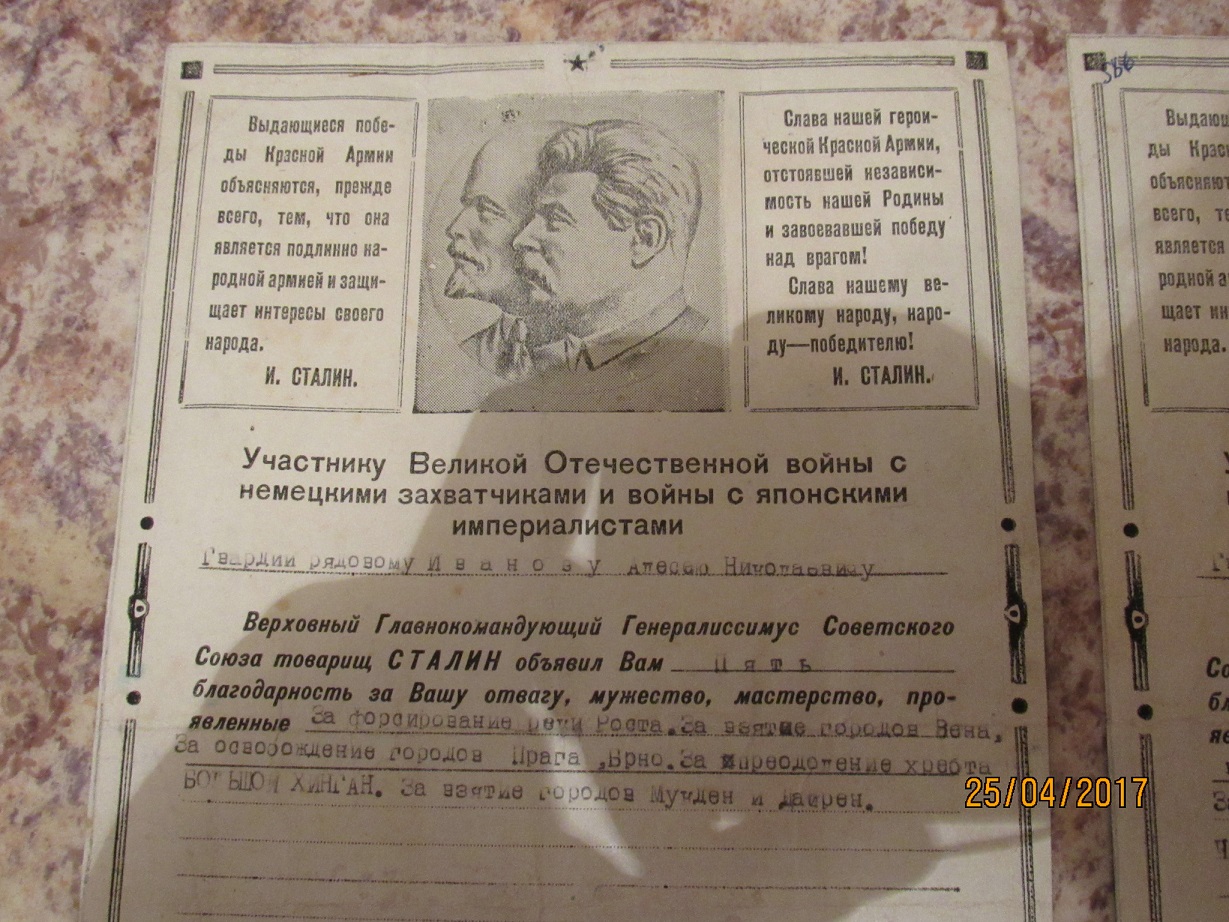 Выдающиеся побе-
ды Красной Армии
объясняются, прежде
всего, тем, что она
является подлинно на-
родной армией и защи-
щает интересы своего
народа.
И. СТАЛИН.
Слава нашей герои-
ческой Красной Армии,
отстоявшей независи-
мость нашей Родины
и завоевавшей победу
над врагом!
Слава нашему ве-
ликому народу, наро-
ду—победителю!
И. СТАЛИН.
Участнику Великой Отечественной войны с
немецкими захватчиками и войны с японскими
империалистами
Гвардии рядовому Иванову Николаевичу
Верховный Главнокомандующий Генералиссимус Советского
Союза товарищ СТАЛИН объявил Вам Пять
благодарность за Вашу отвагу, мужество, мастерство, про-
явленные За форсирование реки Роста.За взятие городов Вена,
За освобождение городов Прага ,Брно.За преодоление хребта
БОЛЬШОЙ ХИНГАН. За взятие городов Мукден и Дайрен.
25/04/2017
566
Выдающ
ды Крас
объясняют
всего, те
является
родной а
щает ин
народа.